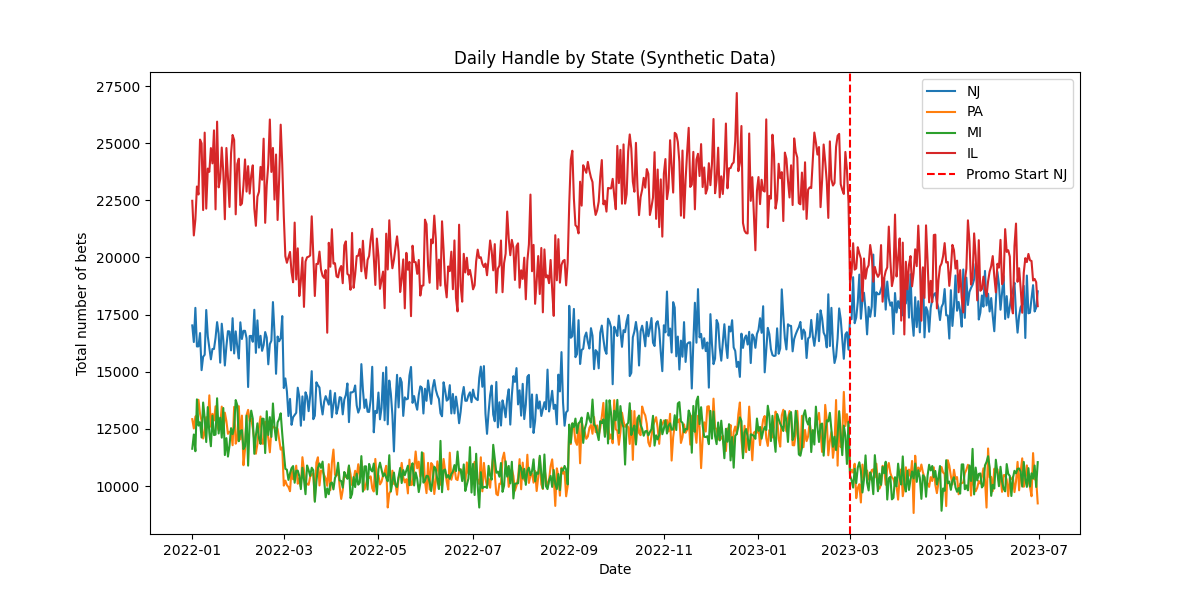 Daily Handle by State (Synthetic Data)
27500
25000
22500
20000
17500
15000
12500
10000
Total number of bets
NJ
PA
MI
IL
Promo Start NJ
2022-01
2022-03
2022-05
2022-07
2022-09
2022-11
2023-01
2023-03
2023-05
2023-07
Date